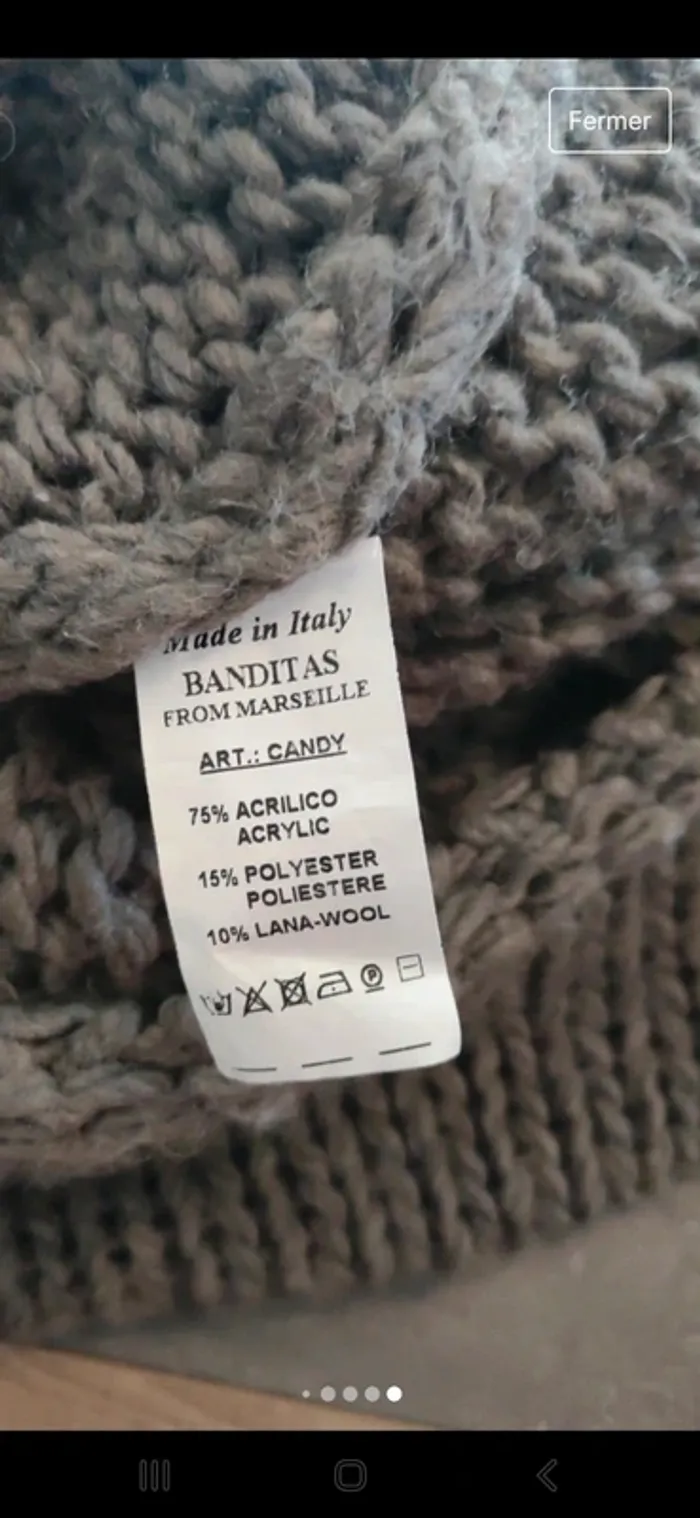 Fermer
Made in Italy
BANDITAS
FROM MARSEILLE
ART.: CANDY
75% ACRILICO
ACRYLIC
15% POLYESTER
POLIESTERE
10% LANA-WOOL
P